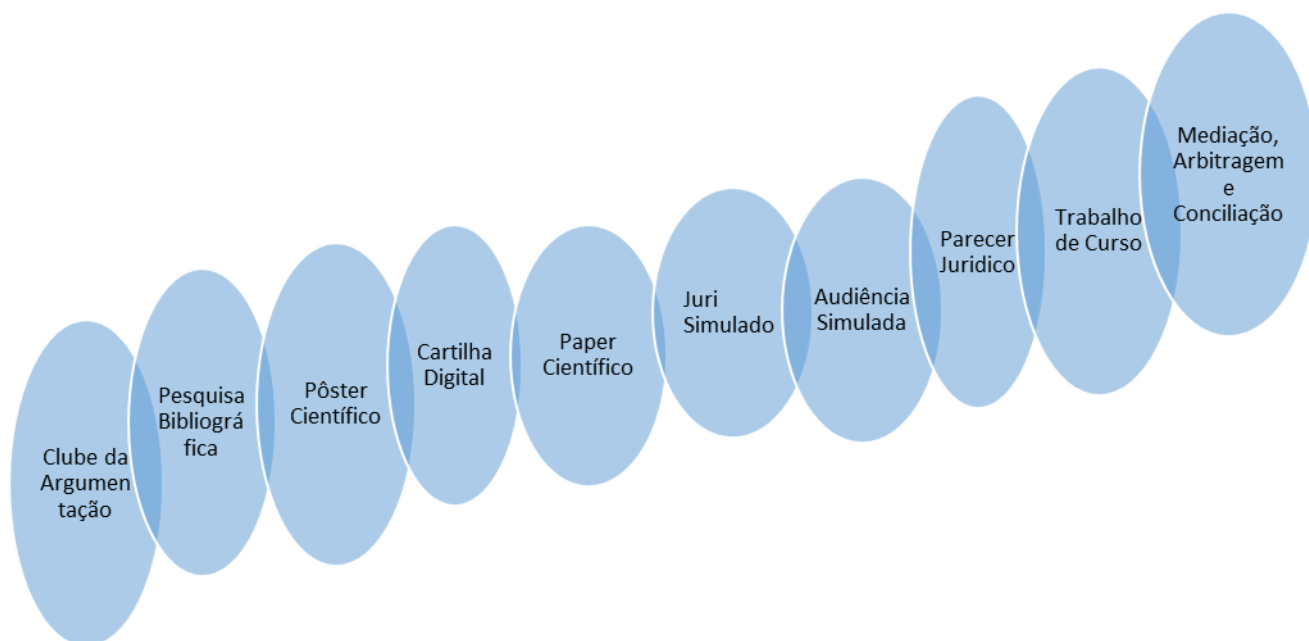 Clube da
Argumen
tação
Pesquisa
Bibliográ
fica
Pôster
Científico
Cartilha
Digital
Paper
Científico
Juri
Simulado
Audiência
Simulada
Parecer
Juridico
Trabalho
de Curso
Mediação,
Arbitragem
e
Conciliação